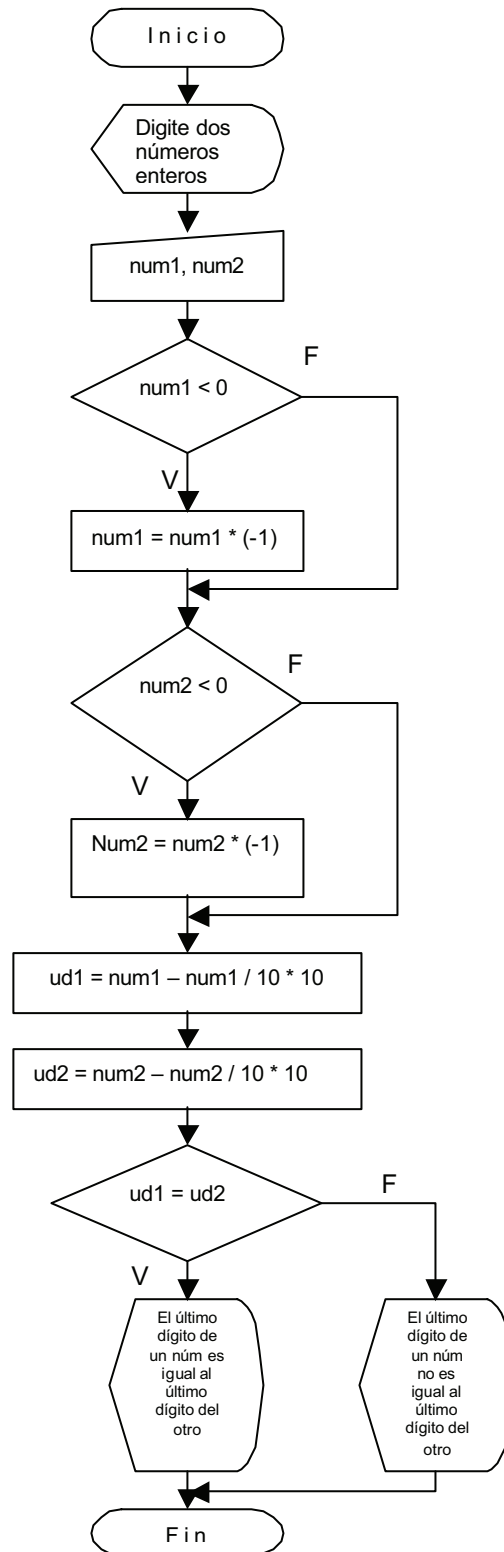 Inicio
Digite dos
números
enteros
num1, num2
num1 < 0
F
V
num1 = num1 * (-1)
num2 < 0
F
V
Num2 = num2 * (-1)
ud1 = num1 – num1 / 10 * 10
ud2 = num2 – num2 / 10 * 10
ud1 = ud2
F
V
El último
dígito de
un núm es
igual al
último
dígito del
otro
El último
dígito de
un núm
no es
igual al
último
dígito del
otro
Fin